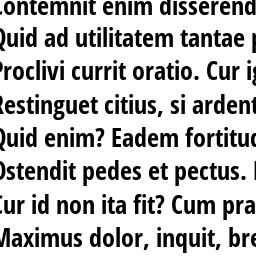 Contemnit enim disserend
Quid ad utilitatem tantae
Proclivi currit oratio. Cur
Restinguet citius, si ardent
Quid enim? Eadem fortitud
Ostendit pedes et pectus.
Cur id non ita fit? Cum pra
Maximus dolor, inquit, bre